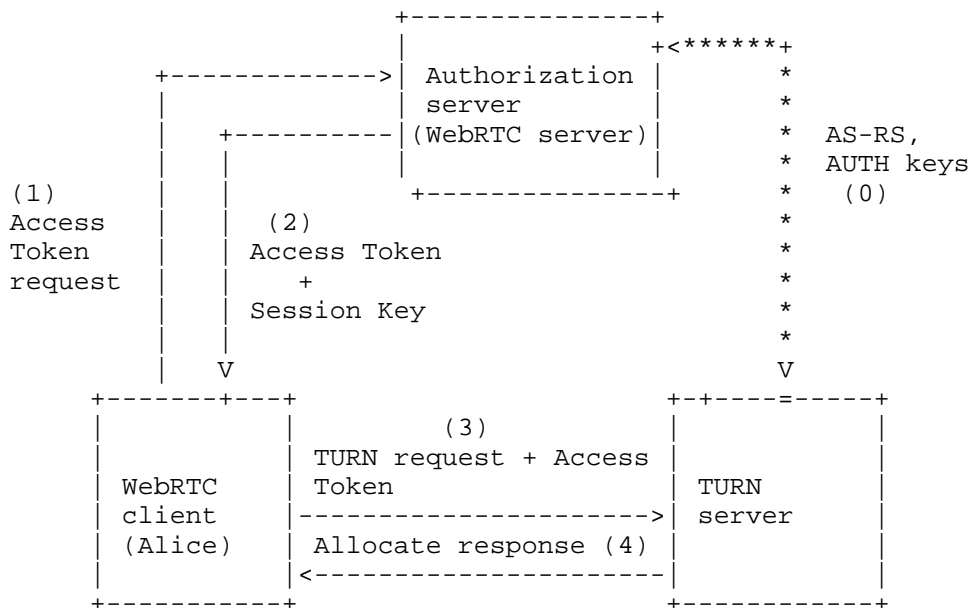 Authorization
server
(WebRTC server)
AS-RS,
AUTH keys
(0)
(1)
Access
Token
request
(2)
Access Token
+
Session Key
(3)
TURN request + Access
Token
WebRTC
client
(Alice)
TURN
server
Allocate response (4)